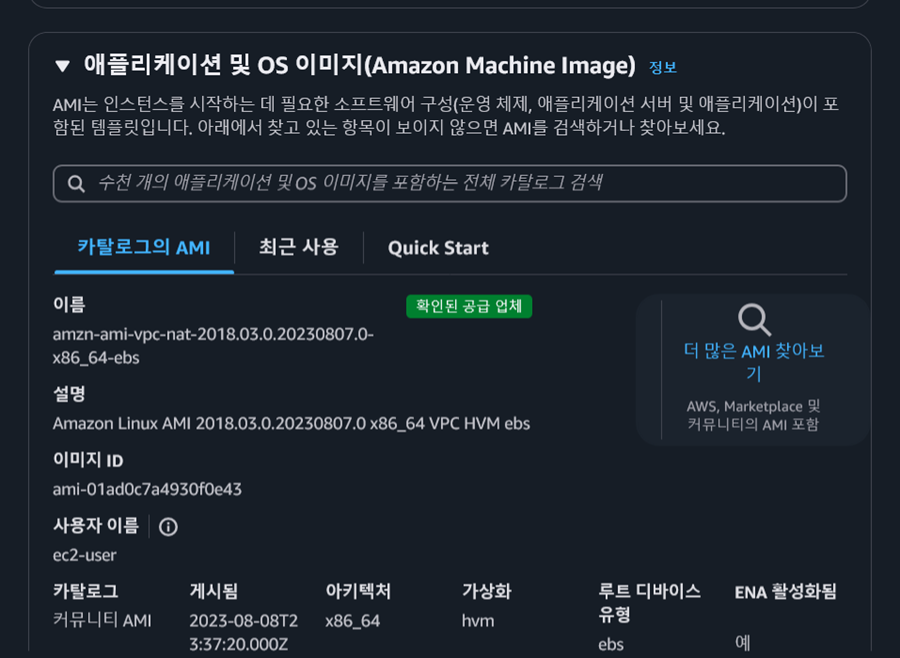 애플리케이션 및 OS 이미지(Amazon Machine Image) 정보
AMI는 인스턴스를 시작하는 데 필요한 소프트웨어 구성(운영 체제, 애플리케이션 서버 및 애플리케이션)이 포
함된 템플릿입니다. 아래에서 찾고 있는 항목이 보이지 않으면 AMI를 검색하거나 찾아보세요.
수천 개의 애플리케이션 및 OS 이미지를 포함하는 전체 카탈로그 검색
카탈로그의 AMI 최근 사용 Quick Start
이름 확인된 공급 업체
amzn-ami-vpc-nat-2018.03.0.20230807.0-
x86_64-ebs
설명
Amazon Linux AMI 2018.03.0.20230807.0 x86_64 VPC HVM ebs
이미지 ID
ami-01ad0c7a4930f0e43
사용자 이름
ec2-user
더 많은 AMI 찾아보
기
AWS, Marketplace 및
커뮤니티의 AMI 포함
카탈로그
커뮤니티 AMI
게시됨
2023-08-08T2
3:37:20.000Z
아키텍처
x86_64
가상화
hvm
루트 디바이스
유형
ebs
ENA 활성화됨
예